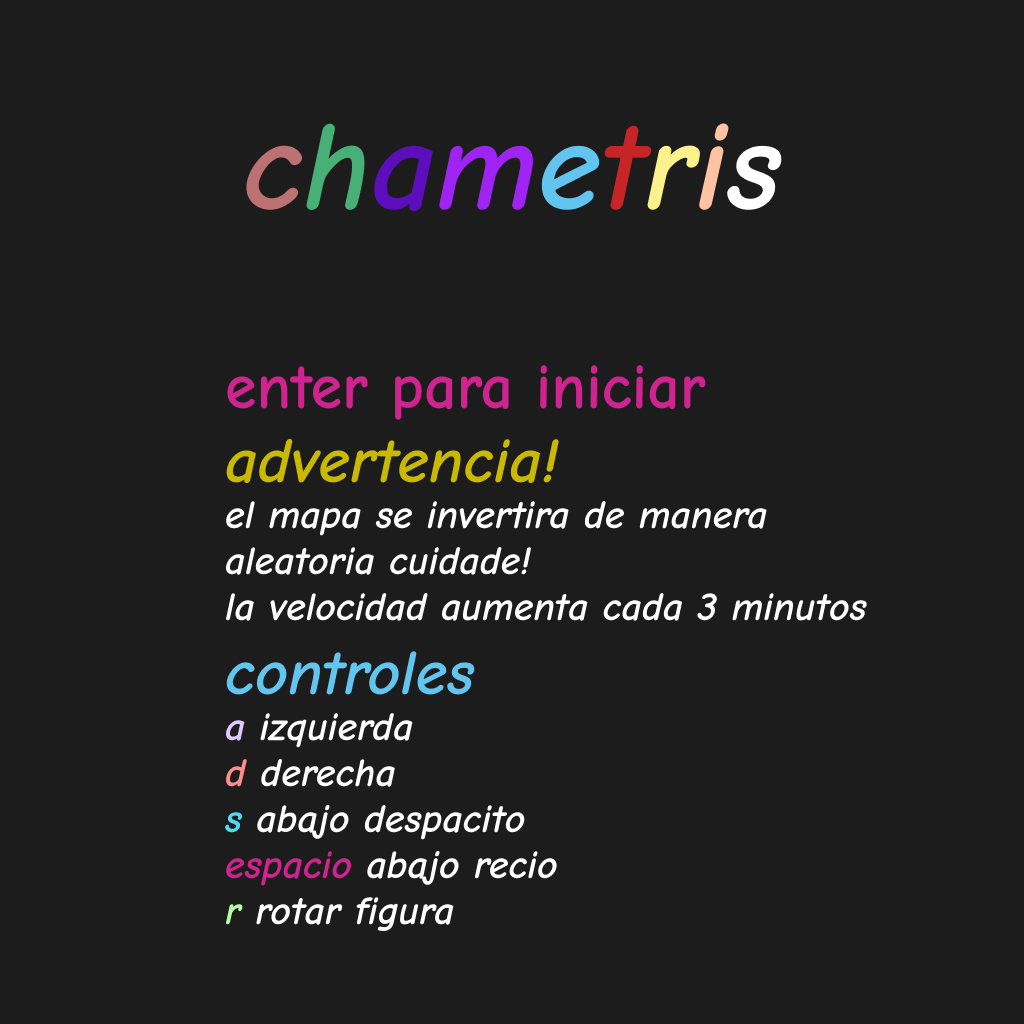 chametris
enter para iniciar
advertencia!
el mapa se invertira de manera
aleatoria cuidade!
la velocidad aumenta cada 3 minutos
controles
a izquierda
d derecha
s abajo despacito
espacio abajo recio
r rotar figura